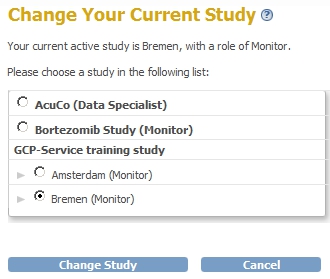 Change Your Current Study
Your current active study is Bremen, with a role of Monitor.
Please choose a study in the following list:
AcuCo (Data Specialist)
Bortezomib Study (Monitor)
GCP-Service training study
Amsterdam (Monitor)
Bremen (Monitor)
Change Study Cancel